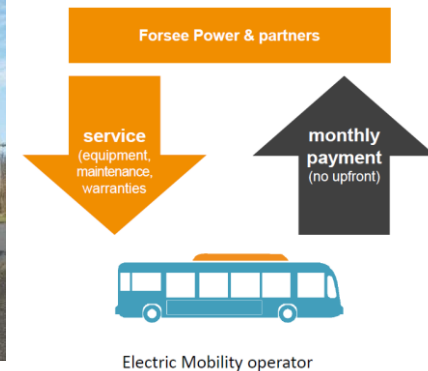 Forsee Power & partners
service
(equipment,
maintenance,
warranties
monthly
payment
(no upfront)
Electric Mobility operator